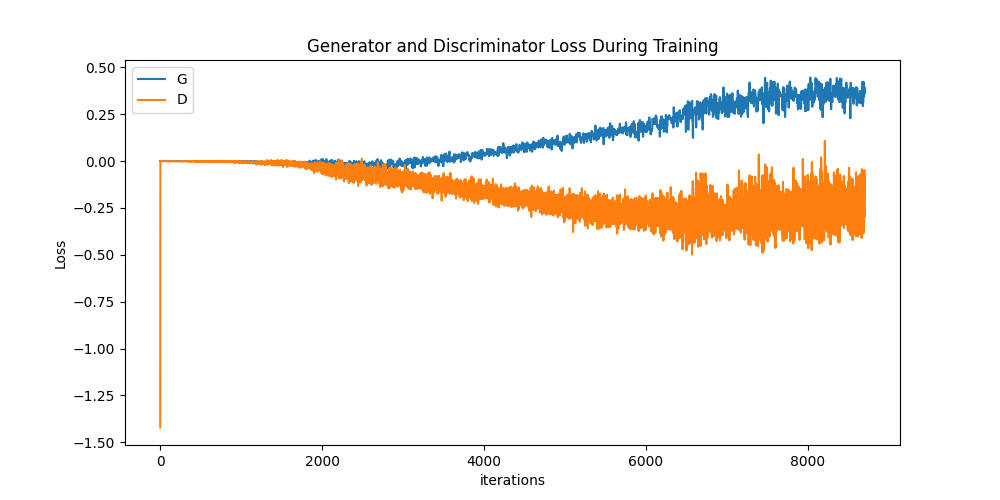 Generator and Discriminator Loss During Training
G
D
0.50
0.25
0.00
−0.25
−0.50
−0.75
−1.00
−1.25
−1.50
Loss
0 2000 4000 6000 8000
iterations